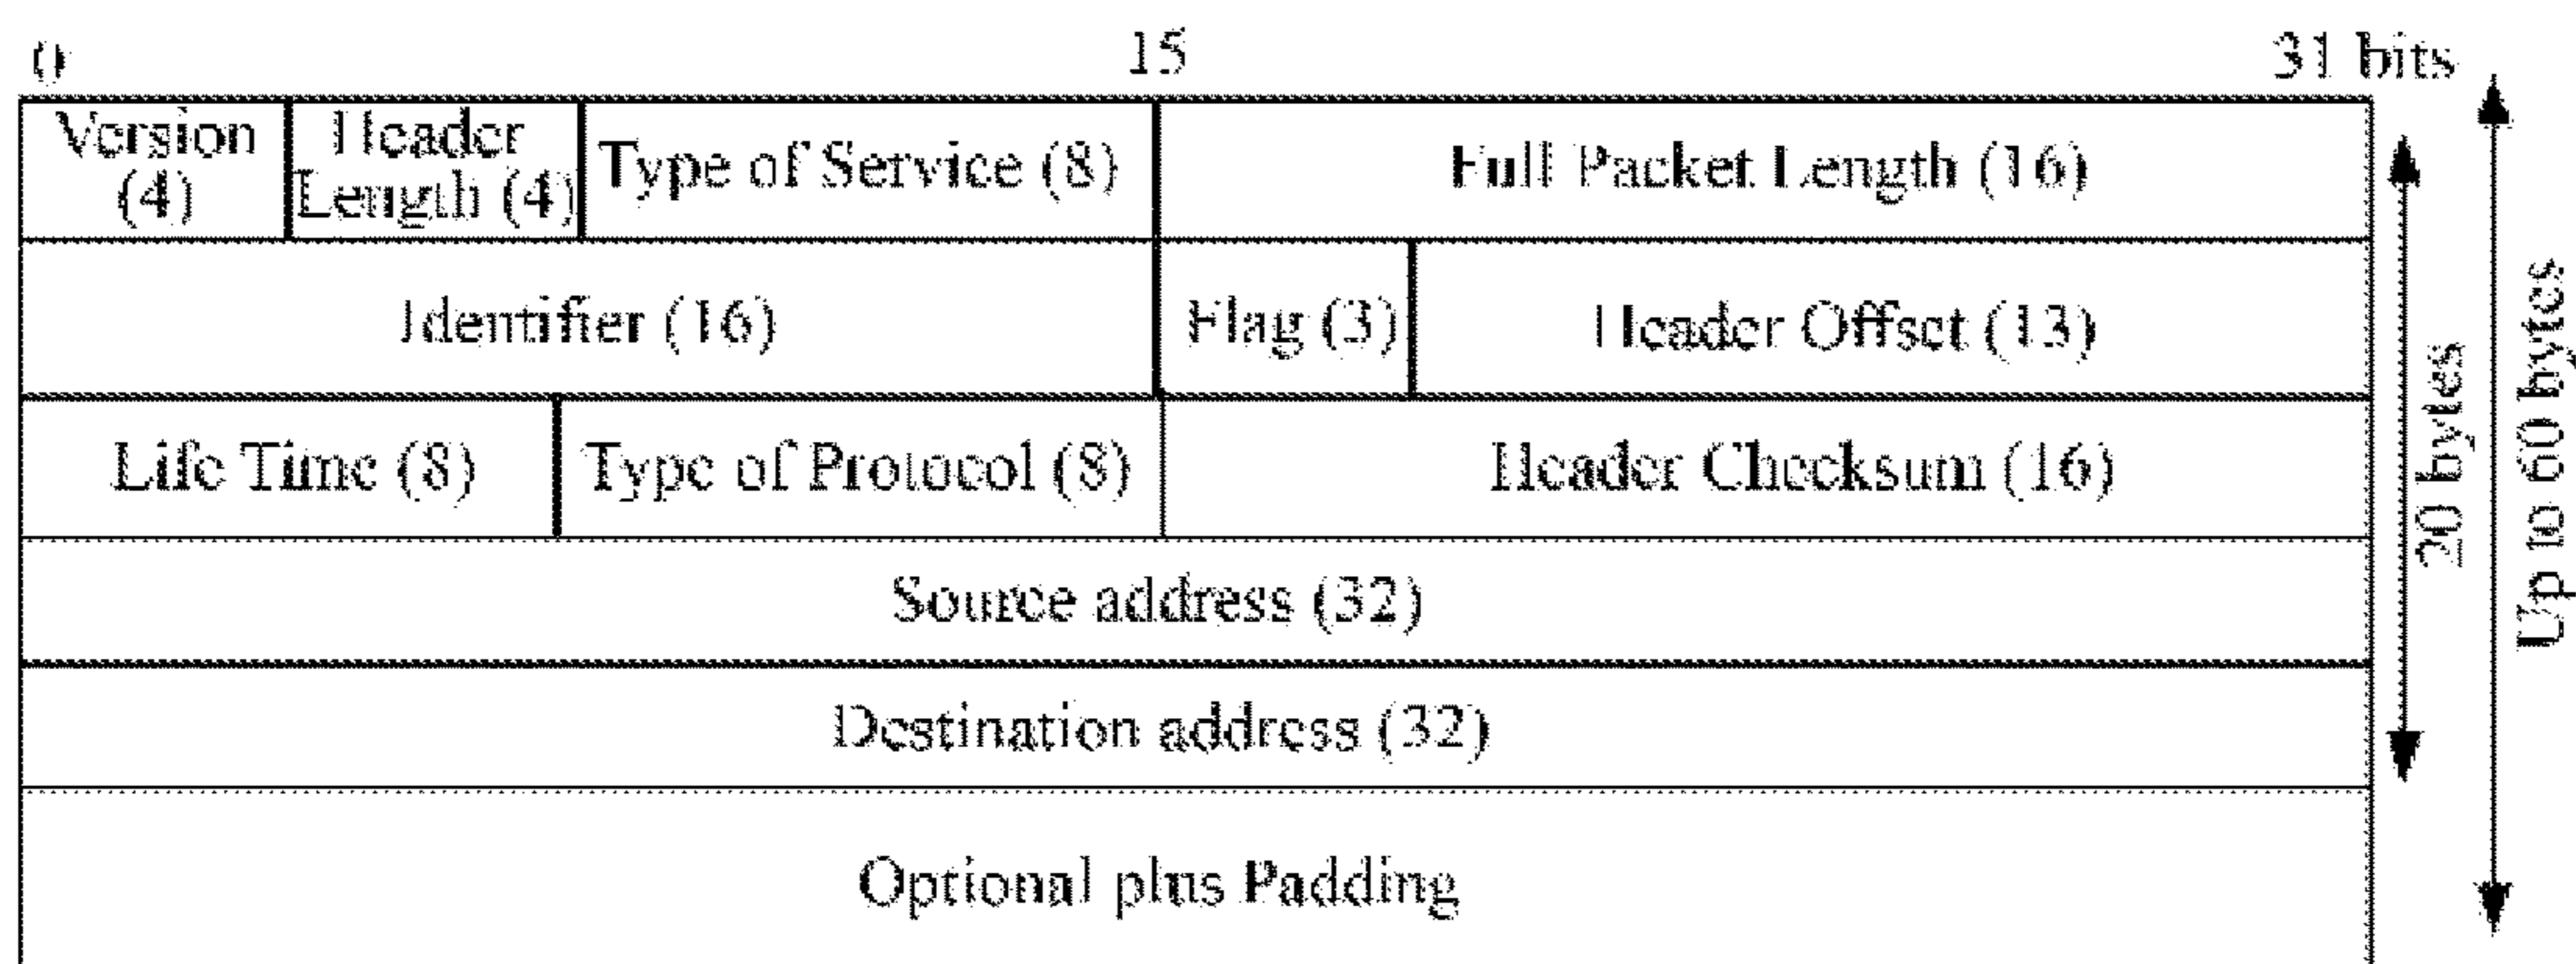 0 15 31 bits
Version
(4)
Header
Length (4)
Type of Service (8)
Full Packet Length (16)
Identifier (16)
Flag (3)
Header Offset (13)
Life Time (8)
Type of Protocol (8)
Header Checksum (16)
Source address (32)
Destination address (32)
Optional plus Padding
20 bytes
Up to 60 bytes